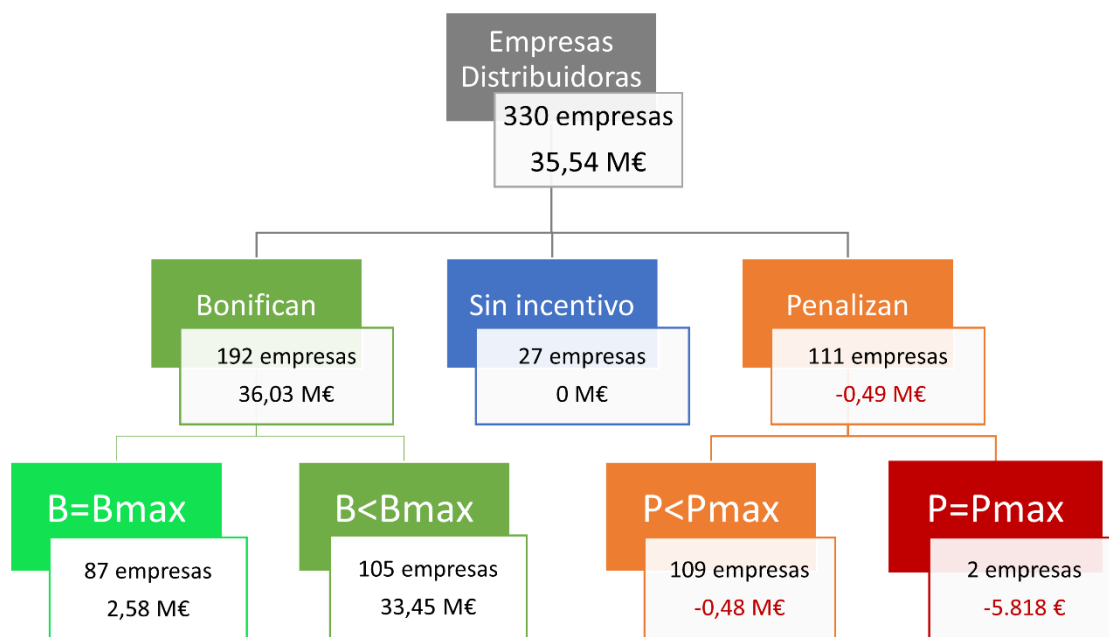 Empresas
Distribuidoras
330 empresas
35,54 M€
Bonifican
192 empresas
36,03 M€
Sin incentivo
27 empresas
0 M€
Penalizan
111 empresas
-0,49 M€
B=Bmax
87 empresas
2,58 M€
B<Bmax
105 empresas
33,45 M€
P<Pmax
109 empresas
-0,48 M€
P=Pmax
2 empresas
-5.818 €